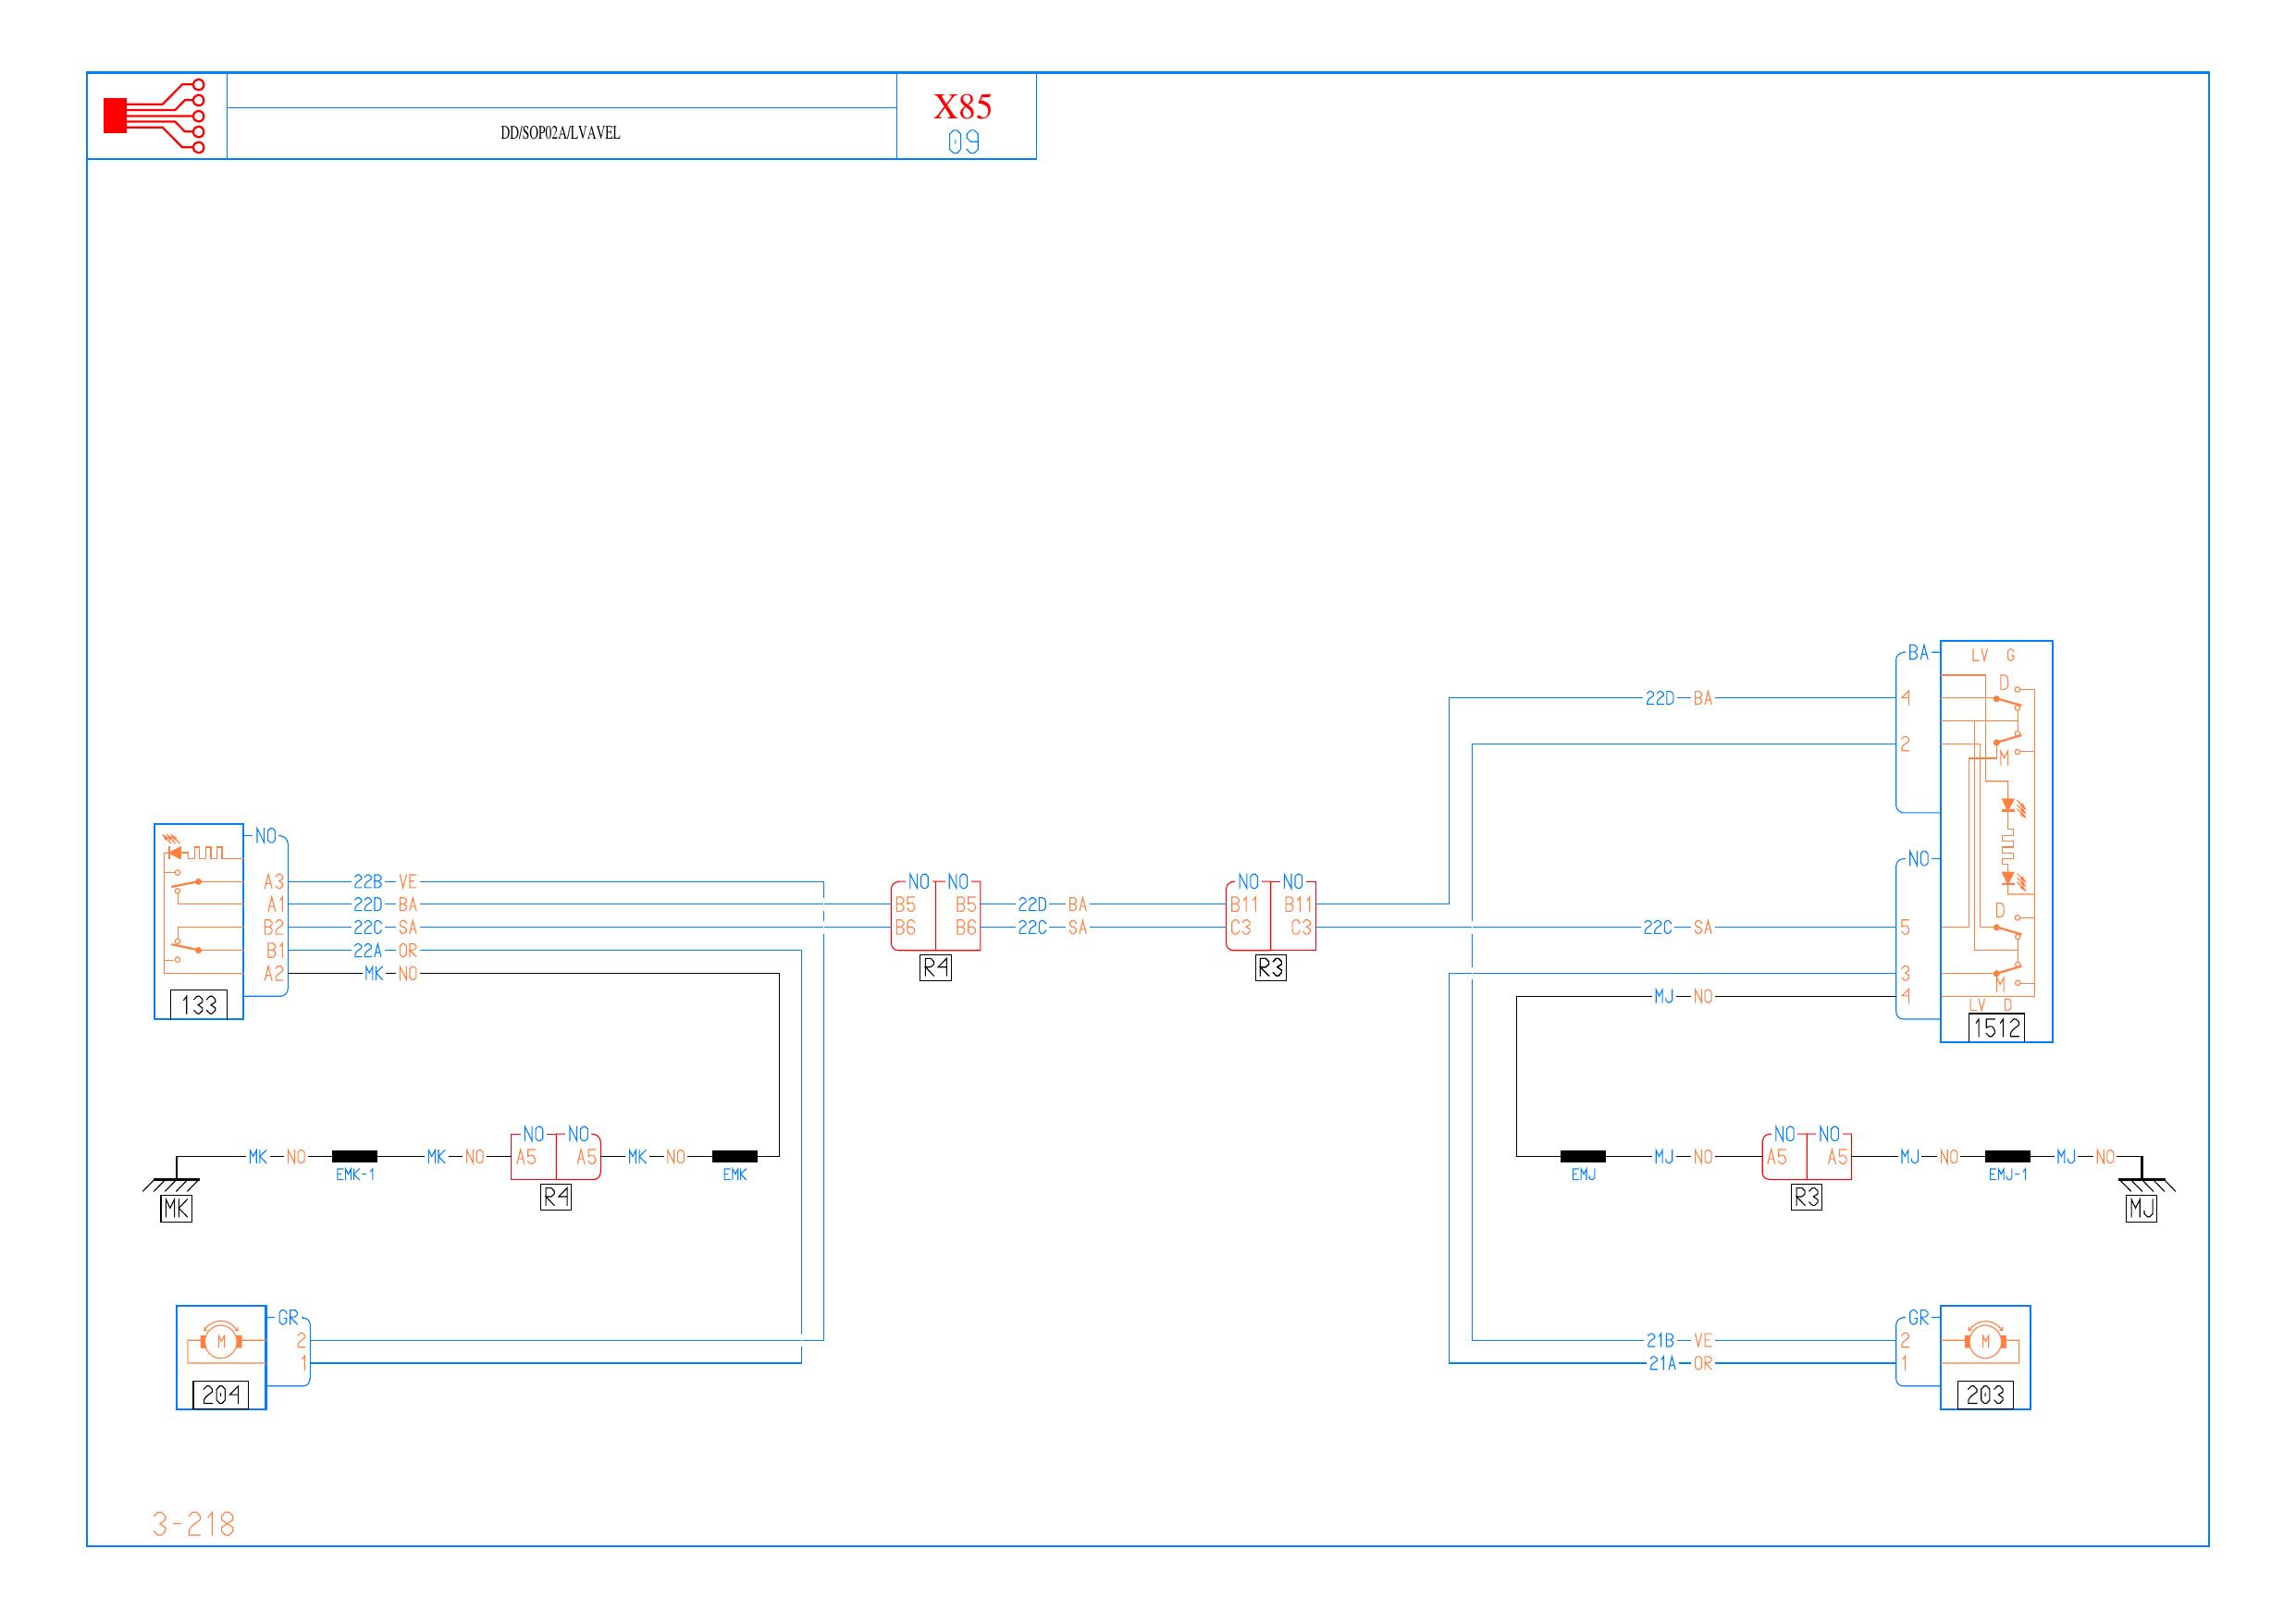 X85
DD/SOP02A/LVAVEL
09
BA LV G
D
4 22D BA
2
M
NO
A3 22B VE
A1 22D BA
B2 22C SA
B1 22A OR
A2 MK NO
133
NO NO
B5 B5 22D BA
B6 B6 22C SA
R4
NO NO
B11 B11
C3 C3
R3
NO
D
22C SA 5
3
MJ NO 4
M
LV D
1512
MK NO EMK-1 MK NO
NO NO
A5 A5
R4
MK NO EMK
MK
EMJ MJ NO
NO NO
A5 A5
R3
MJ NO EMJ-1 MJ NO
MJ
GR
M 2
1
204
GR
21B VE 2 M
21A OR 1
203
3-218